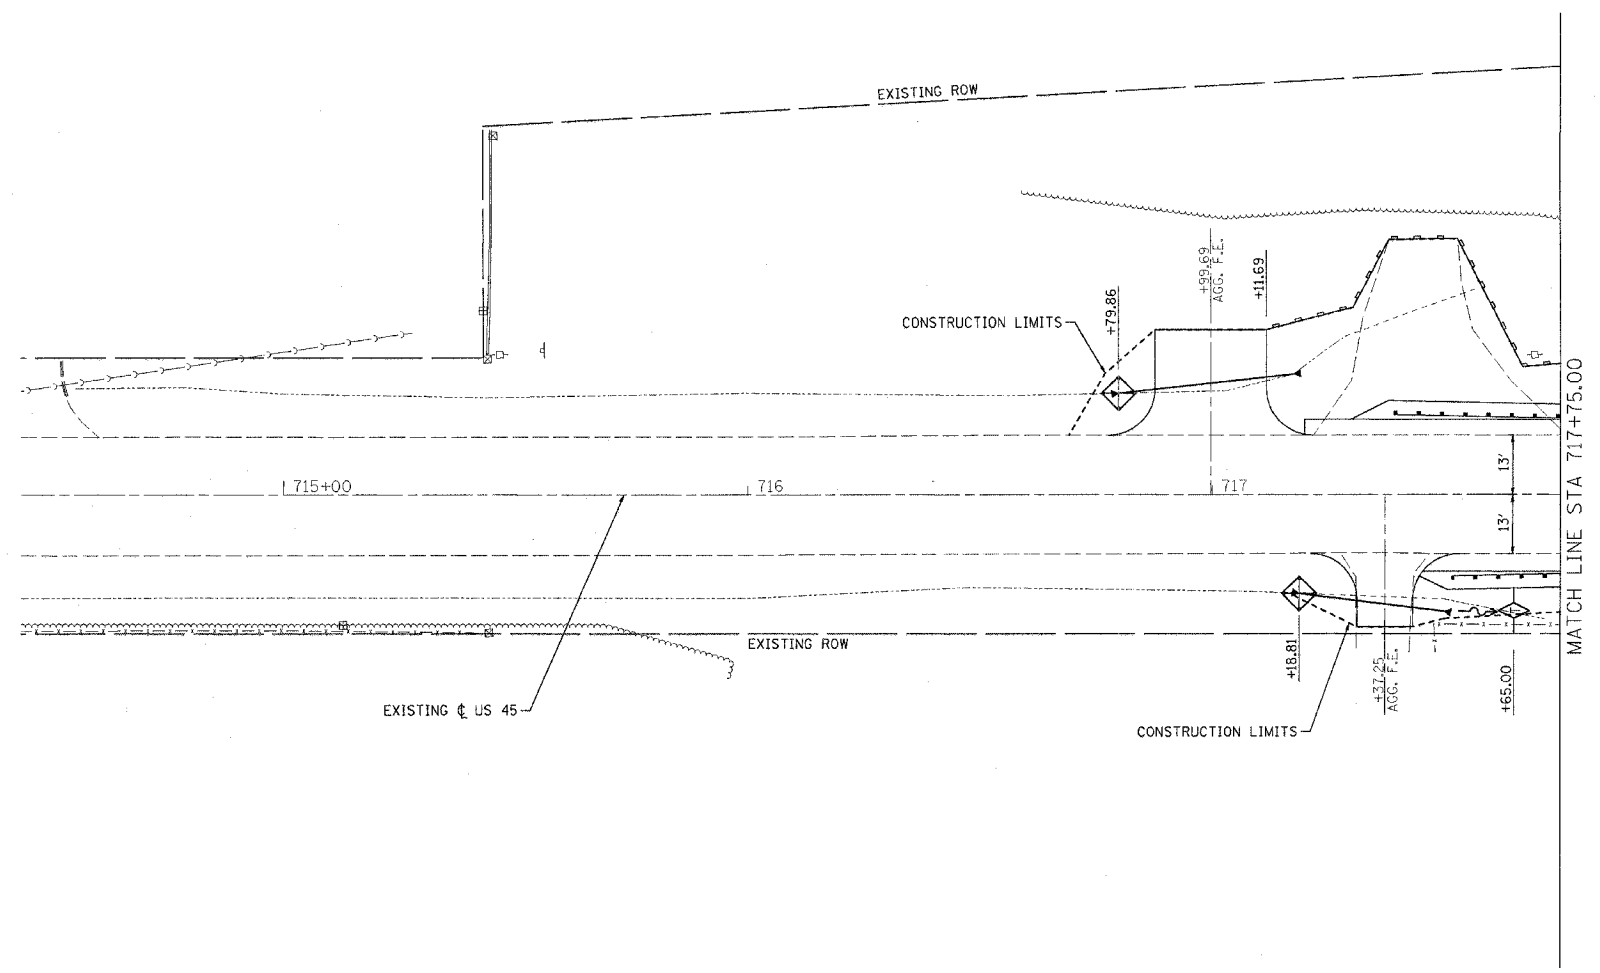 EXISTING ROW
+99.69
AGG. F.E.
+11.69
+79.86
CONSTRUCTION LIMITS
MATCH LINE STA 717+75.00
13'
715+00
716
717
13'
EXISTING ROW
+18.81
+37.25
AGG. F.E.
+65.00
EXISTING ℄ US 45
CONSTRUCTION LIMITS